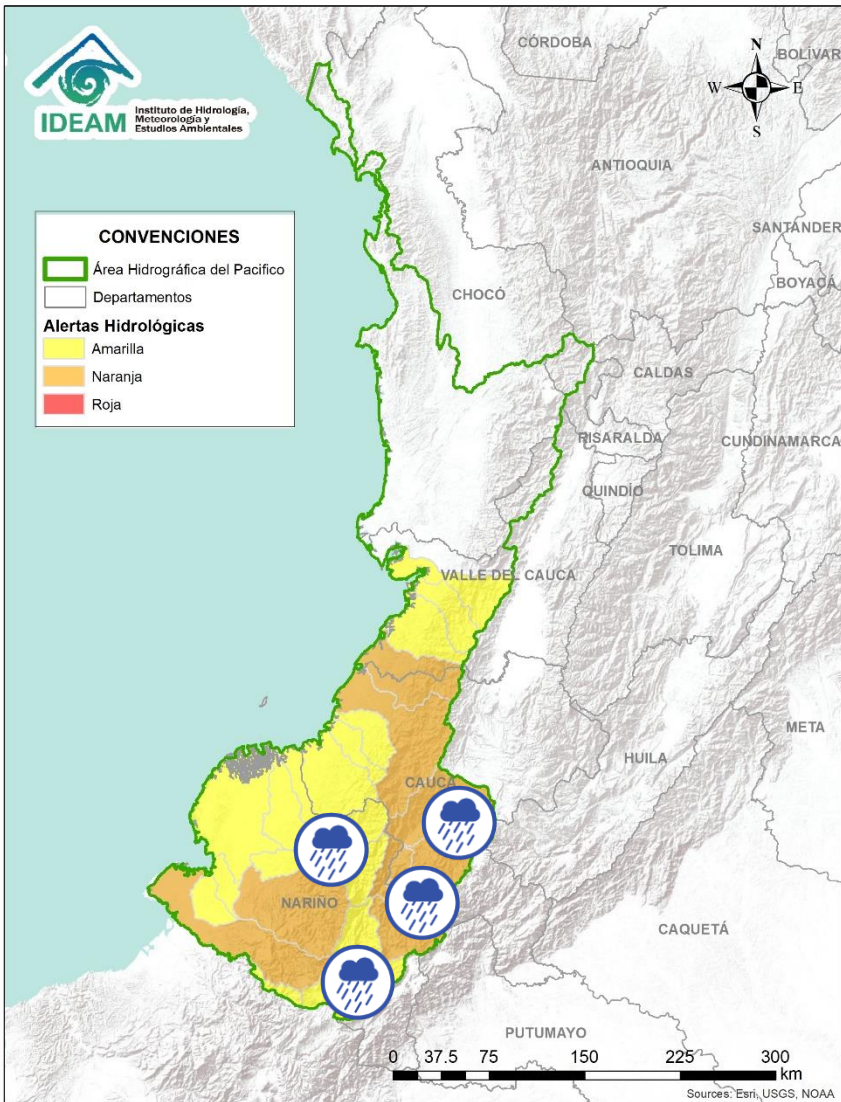 IDEAM
Instituto de Hidrología,
Meteorología y
Estudios Ambientales
N
W
E
S
CÓRDOBA
BOLÍVAR
ANTIOQUIA
SANTANDER
BOYACÁ
CHOCÓ
CALDAS
RISARALDA
CUNDINAMARCA
QUINDÍO
TOLIMA
VALLE DEL CAUCA
META
HUILA
CAUCA
NARIÑO
CAQUETÁ
PUTUMAYO
CONVENCIONES
Área Hidrográfica del Pacifico
Departamentos
Alertas Hidrológicas
Amarilla
Naranja
Roja
0 37.5 75 150 225 300
km
Sources: Esri, USGS, NOAA